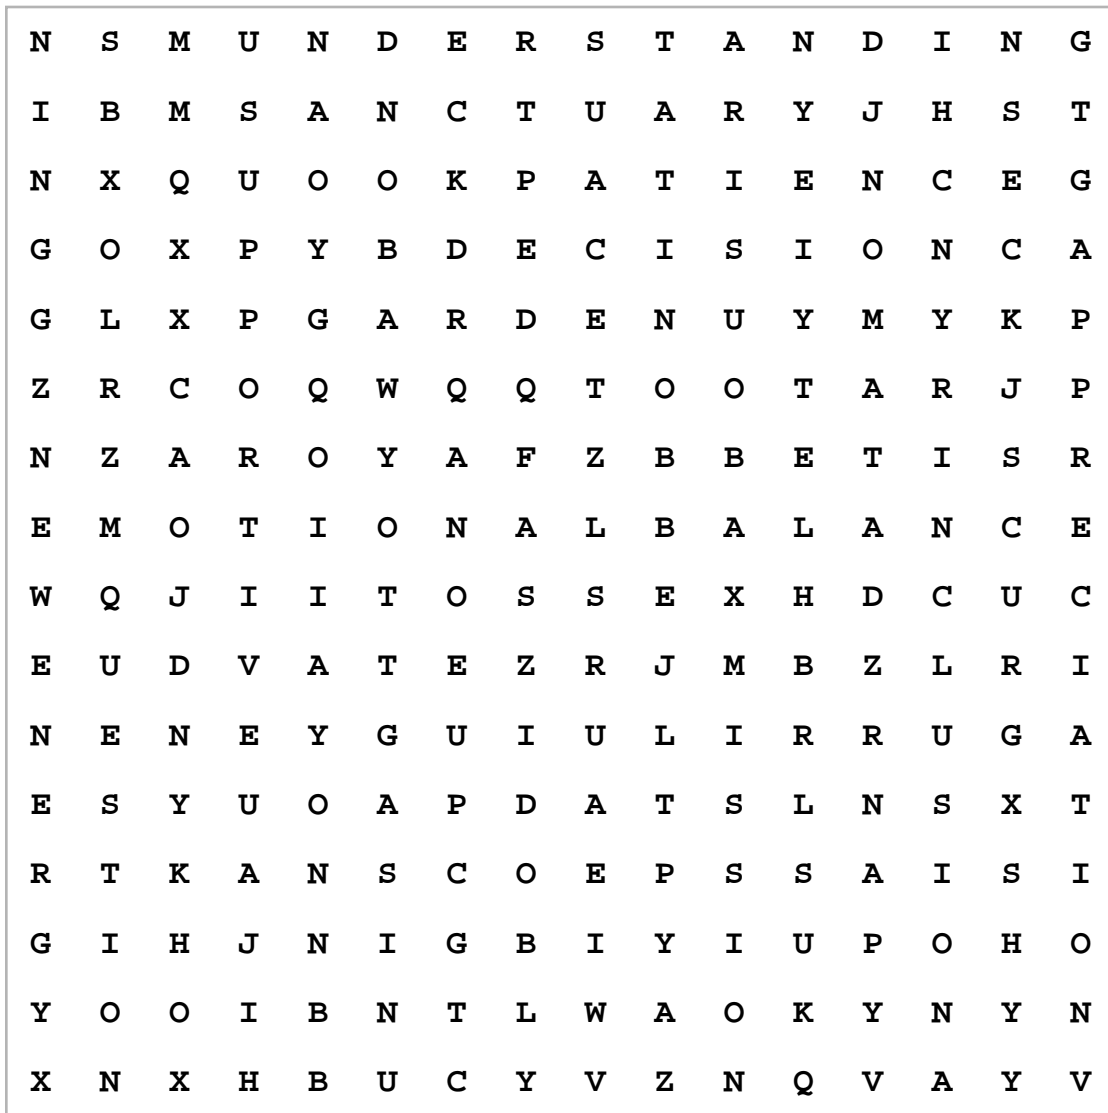 N S M U N D E R S T A N D I N G
I B M S A N C T U A R Y J H S T
N X Q U O O K P A T I E N C E G
G O X P Y B D E C I S I O N C A
G L X P G A R D E N U Y M Y K P
Z R C O Q W Q Q T O O T A R J P
N Z A R O Y A F Z B B E T I S R
E M O T I O N A L B A L A N C E
W Q J I I T O S S E X H D C U C
E U D V A T E Z R J M B Z L R I
N E N E Y G U I U L I R R U G A
E S Y U O A P D A T S L N S X T
R T K A N S C O E P S S A I S I
G I H J N I G B I Y I U P O H O
Y O O I B N T L W A O K Y N Y N
X N X H B U C Y V Z N Q V A Y V